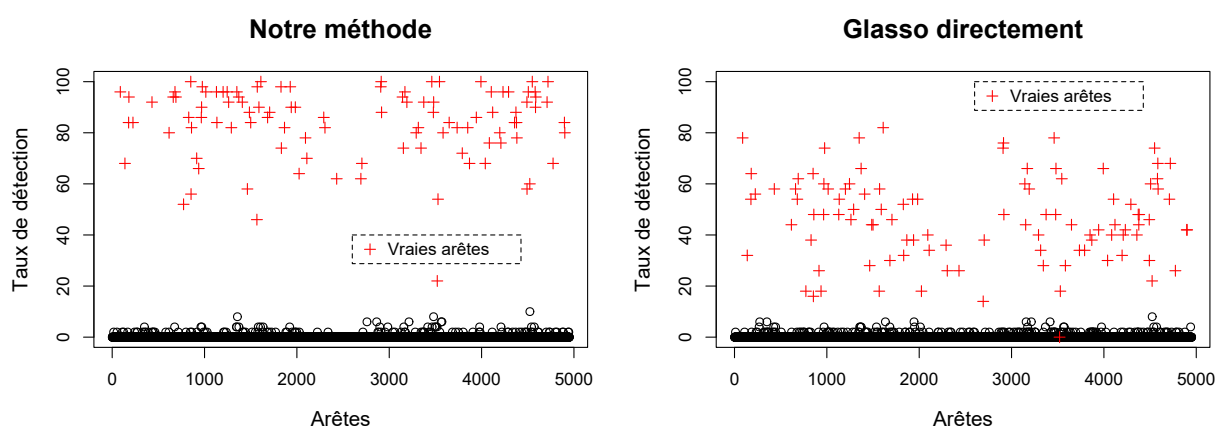 Notre méthode
Taux de détection
100
80
60
40
20
0
Vraies arêtes
0 1000 2000 3000 4000 5000
Arêtes
Glasso directement
Taux de détection
100
80
60
40
20
0
Vraies arêtes
0 1000 2000 3000 4000 5000
Arêtes